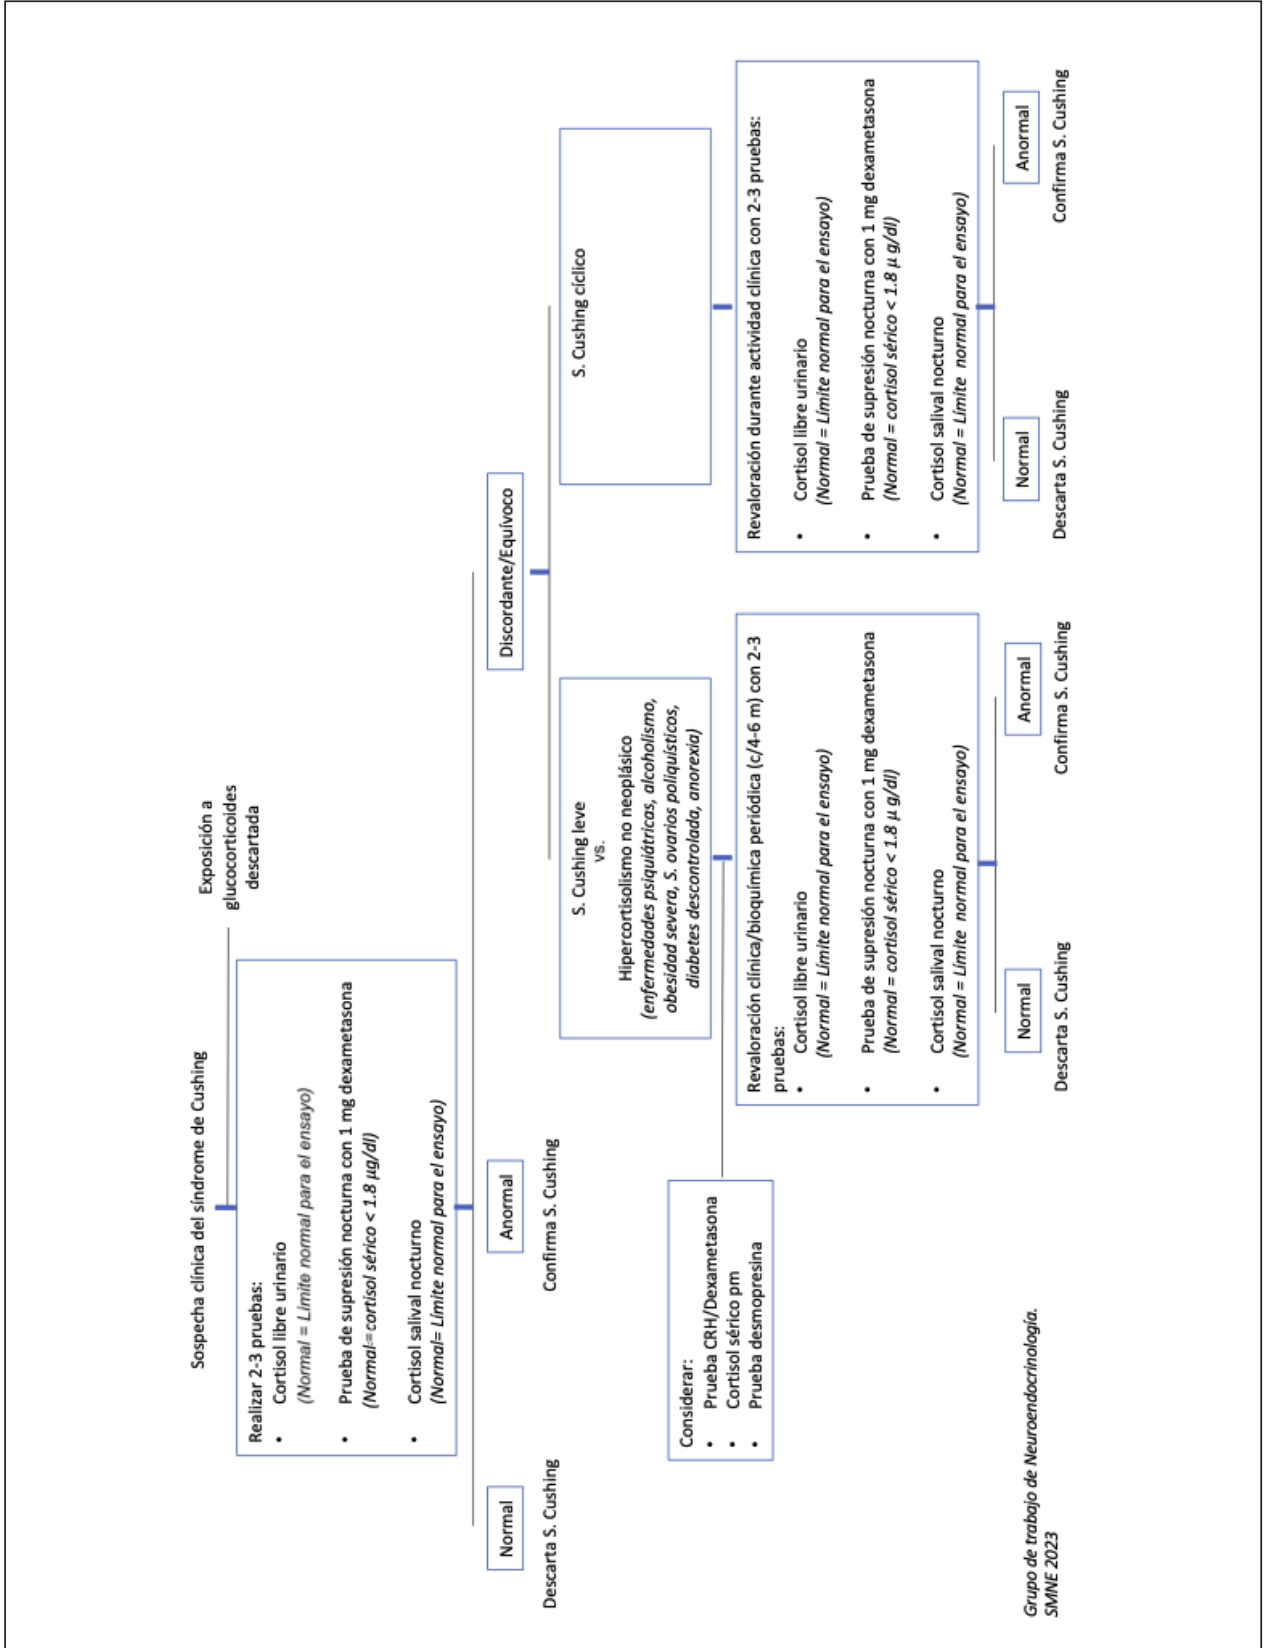 Sospecha clínica del síndrome de Cushing
Exposición a
glucocorticoides
descartada
Realizar 2-3 pruebas:
• Cortisol libre urinario
(Normal = Límite normal para el ensayo)
• Prueba de supresión nocturna con 1 mg dexametasona
(Normal = cortisol sérico < 1.8 µg/dl)
• Cortisol salival nocturno
(Normal= Límite normal para el ensayo)
Normal
Descarta S. Cushing
Anormal
Confirma S. Cushing
Discordante/Equívoco
S. Cushing leve
vs.
Hipercortisolismo no neoplásico
(enfermedades psiquiátricas, alcoholismo,
obesidad severa, S. ovarios poliquísticos,
diabetes descontrolada, anorexia)
S. Cushing cíclico
Considerar:
• Prueba CRH/Dexametasona
• Cortisol sérico pm
• Prueba desmopresina
Revaloración clínica/bioquímica periódica (c/4-6 m) con 2-3
pruebas:
• Cortisol libre urinario
(Normal = Límite normal para el ensayo)
• Prueba de supresión nocturna con 1 mg dexametasona
(Normal = cortisol sérico < 1.8 µ g/dl)
• Cortisol salival nocturno
(Normal = Límite normal para el ensayo)
Normal
Descarta S. Cushing
Anormal
Confirma S. Cushing
Revaloración durante actividad clínica con 2-3 pruebas:
• Cortisol libre urinario
(Normal = Límite normal para el ensayo)
• Prueba de supresión nocturna con 1 mg dexametasona
(Normal = cortisol sérico < 1.8 µ g/dl)
• Cortisol salival nocturno
(Normal = Límite normal para el ensayo)
Normal
Descarta S. Cushing
Anormal
Confirma S. Cushing
Grupo de trabajo de Neuroendocrinología.
SMNE 2023